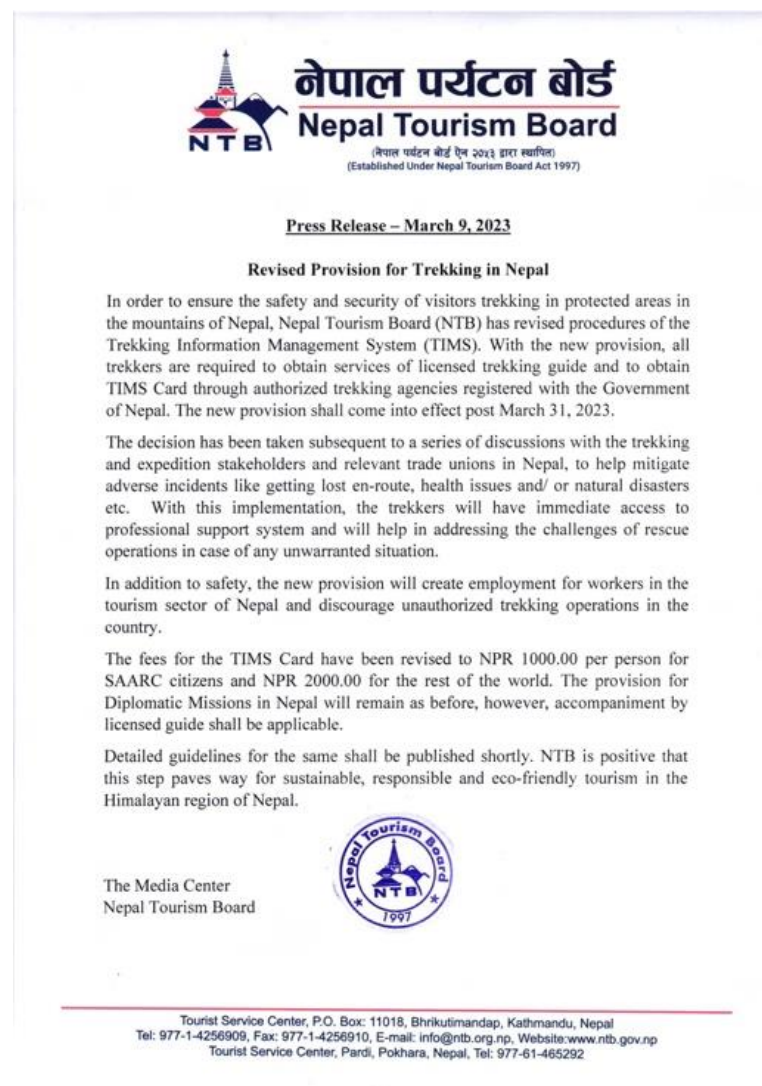 नेपाल पर्यटन बोर्ड
Nepal Tourism Board
(नेपाल पर्यटन बोर्ड ऐन २०५३ द्वारा स्थापित)
(Established Under Nepal Tourism Board Act 1997)
NTB
Press Release – March 9, 2023
Revised Provision for Trekking in Nepal
In order to ensure the safety and security of visitors trekking in protected areas in
the mountains of Nepal, Nepal Tourism Board (NTB) has revised procedures of the
Trekking Information Management System (TIMS). With the new provision, all
trekkers are required to obtain services of licensed trekking guide and to obtain
TIMS Card through authorized trekking agencies registered with the Government
of Nepal. The new provision shall come into effect post March 31, 2023.
The decision has been taken subsequent to a series of discussions with the trekking
and expedition stakeholders and relevant trade unions in Nepal, to help mitigate
adverse incidents like getting lost en-route, health issues and/ or natural disasters
etc. With this implementation, the trekkers will have immediate access to
professional support system and will help in addressing the challenges of rescue
operations in case of any unwarranted situation.
In addition to safety, the new provision will create employment for workers in the
tourism sector of Nepal and discourage unauthorized trekking operations in the
country.
The fees for the TIMS Card have been revised to NPR 1000.00 per person for
SAARC citizens and NPR 2000.00 for the rest of the world. The provision for
Diplomatic Missions in Nepal will remain as before, however, accompaniment by
licensed guide shall be applicable.
Detailed guidelines for the same shall be published shortly. NTB is positive that
this step paves way for sustainable, responsible and eco-friendly tourism in the
Himalayan region of Nepal.
The Media Center
Nepal Tourism Board
Nepal Tourism Board
NTB
1997
Tourist Service Center, P.O. Box: 11018, Bhrikutimandap, Kathmandu, Nepal
Tel: 977-1-4256909, Fax: 977-1-4256910, E-mail: info@ntb.org.np, Website:www.ntb.gov.np
Tourist Service Center, Pardi, Pokhara, Nepal, Tel: 977-61-465292